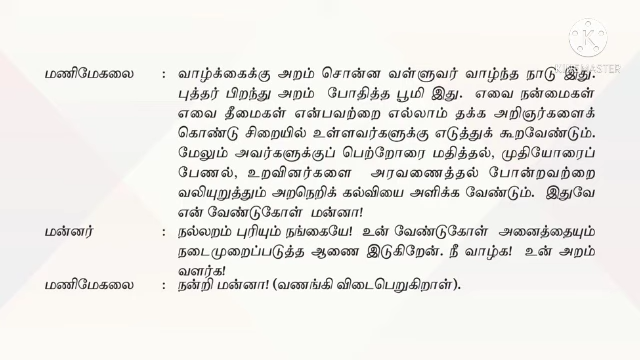 KINEMASTER
மணிமேகலை : வாழ்க்கைக்கு அறம் சொன்ன வள்ளுவர் வாழ்ந்த நாடு இது.
புத்தர் பிறந்து அறம் போதித்த பூமி இது. எவை நன்மைகள்
எவை தீமைகள் என்பவற்றை எல்லாம் தக்க அறிஞர்களைக்
கொண்டு சிறையில் உள்ளவர்களுக்கு எடுத்துக் கூறவேண்டும்.
மேலும் அவர்களுக்குப் பெற்றோரை மதித்தல், முதியோரைப்
பேணல், உறவினர்களை அரவணைத்தல் போன்றவற்றை
வலியுறுத்தும் அறநெறிக் கல்வியை அளிக்க வேண்டும். இதுவே
என் வேண்டுகோள் மன்னா!
மன்னர் : நல்லறம் புரியும் நங்கையே! உன் வேண்டுகோள் அனைத்தையும்
நடைமுறைப்படுத்த ஆணை இடுகிறேன். நீ வாழ்க! உன் அறம்
வளர்க!
மணிமேகலை : நன்றி மன்னா! (வணங்கி விடைபெறுகிறாள்).